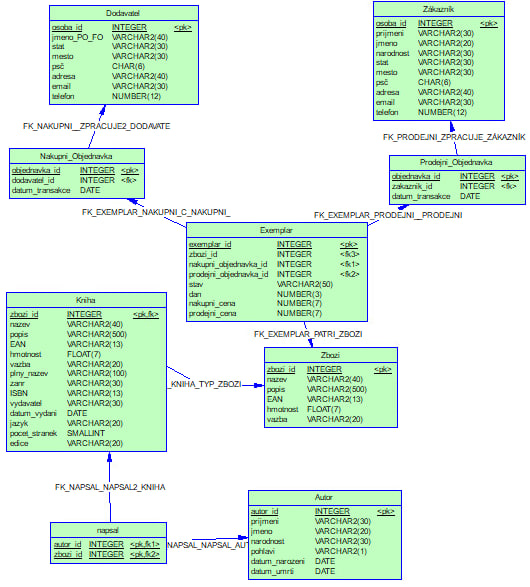 Dodavatel
osoba_id INTEGER <pk>
jmeno_PO_FO VARCHAR2(40)
stat VARCHAR2(30)
mesto VARCHAR2(30)
psč CHAR(6)
adresa VARCHAR2(40)
email VARCHAR2(30)
telefon NUMBER(12)
Zákazník
osoba_id INTEGER <pk>
prijmeni VARCHAR2(30)
jmeno VARCHAR2(20)
narodnost VARCHAR2(30)
stat VARCHAR2(30)
mesto VARCHAR2(30)
psč CHAR(6)
adresa VARCHAR2(40)
email VARCHAR2(30)
telefon NUMBER(12)
FK_NAKUPNI__ZPRACUJE2_DODAVATE
FK_PRODEJNI_ZPRACUJE_ZÁKAZNÍK
Nakupni_Objednavka
objednavka_id INTEGER <pk>
dodavatel_id INTEGER <fk>
datum_transakce DATE
Prodejni_Objednavka
objednavka_id INTEGER <pk>
zakaznik_id INTEGER <fk>
datum_transakce DATE
FK_EXEMPLAR_NAKUPNI_C_NAKUPNI_
FK_EXEMPLAR_PRODEJNI__PRODEJNI
Exemplar
exemplar_id INTEGER <pk>
zbozi_id INTEGER <fk3>
nakupni_objednavka_id INTEGER <fk1>
prodejni_objednavka_id INTEGER <fk2>
stav VARCHAR2(50)
dan NUMBER(3)
nakupni_cena NUMBER(7)
prodejni_cena NUMBER(7)
FK_EXEMPLAR_PATRI_ZBOZI
Kniha
zbozi_id INTEGER <pk,fk>
nazev VARCHAR2(40)
popis VARCHAR2(500)
EAN VARCHAR2(13)
hmotnost FLOAT(7)
vazba VARCHAR2(20)
plny_nazev VARCHAR2(100)
zanr VARCHAR2(30)
ISBN VARCHAR2(13)
vydavatel VARCHAR2(30)
datum_vydani DATE
jazyk VARCHAR2(20)
pocet_stranek SMALLINT
edice VARCHAR2(20)
_KNIHA_TYP_ZBOZI
Zbozi
zbozi_id INTEGER <pk>
nazev VARCHAR2(40)
popis VARCHAR2(500)
EAN VARCHAR2(13)
hmotnost FLOAT(7)
vazba VARCHAR2(20)
FK_NAPSAL_NAPSAL2_KNIHA
napsal
autor_id INTEGER <pk,fk1>
zbozi_id INTEGER <pk,fk2>
NAPSAL_NAPSAL_AUT
Autor
autor_id INTEGER <pk>
prijmeni VARCHAR2(30)
jmeno VARCHAR2(20)
narodnost VARCHAR2(30)
pohlavi VARCHAR2(1)
datum_narozeni DATE
datum_umrti DATE